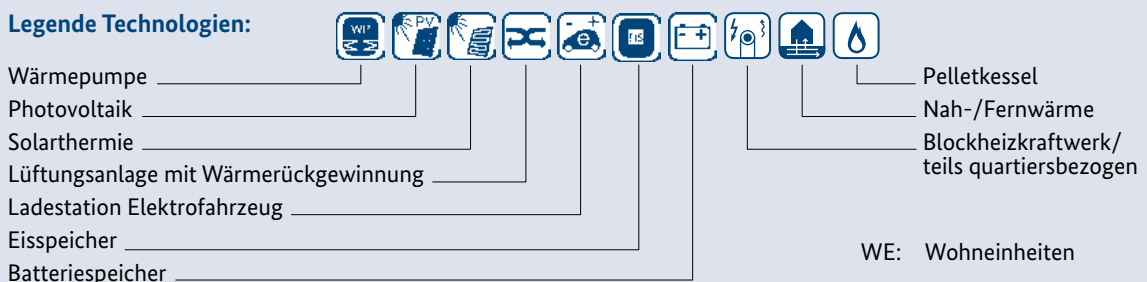 Legende Technologien:
WP
PV
e
EIS
- +
Wärmepumpe
Photovoltaik
Solarthermie
Lüftungsanlage mit Wärmerückgewinnung
Ladestation Elektrofahrzeug
Eisspeicher
Batteriespeicher
Pelletkessel
Nah-/Fernwärme
Blockheizkraftwerk/
teils quartiersbezogen
WE: Wohneinheiten